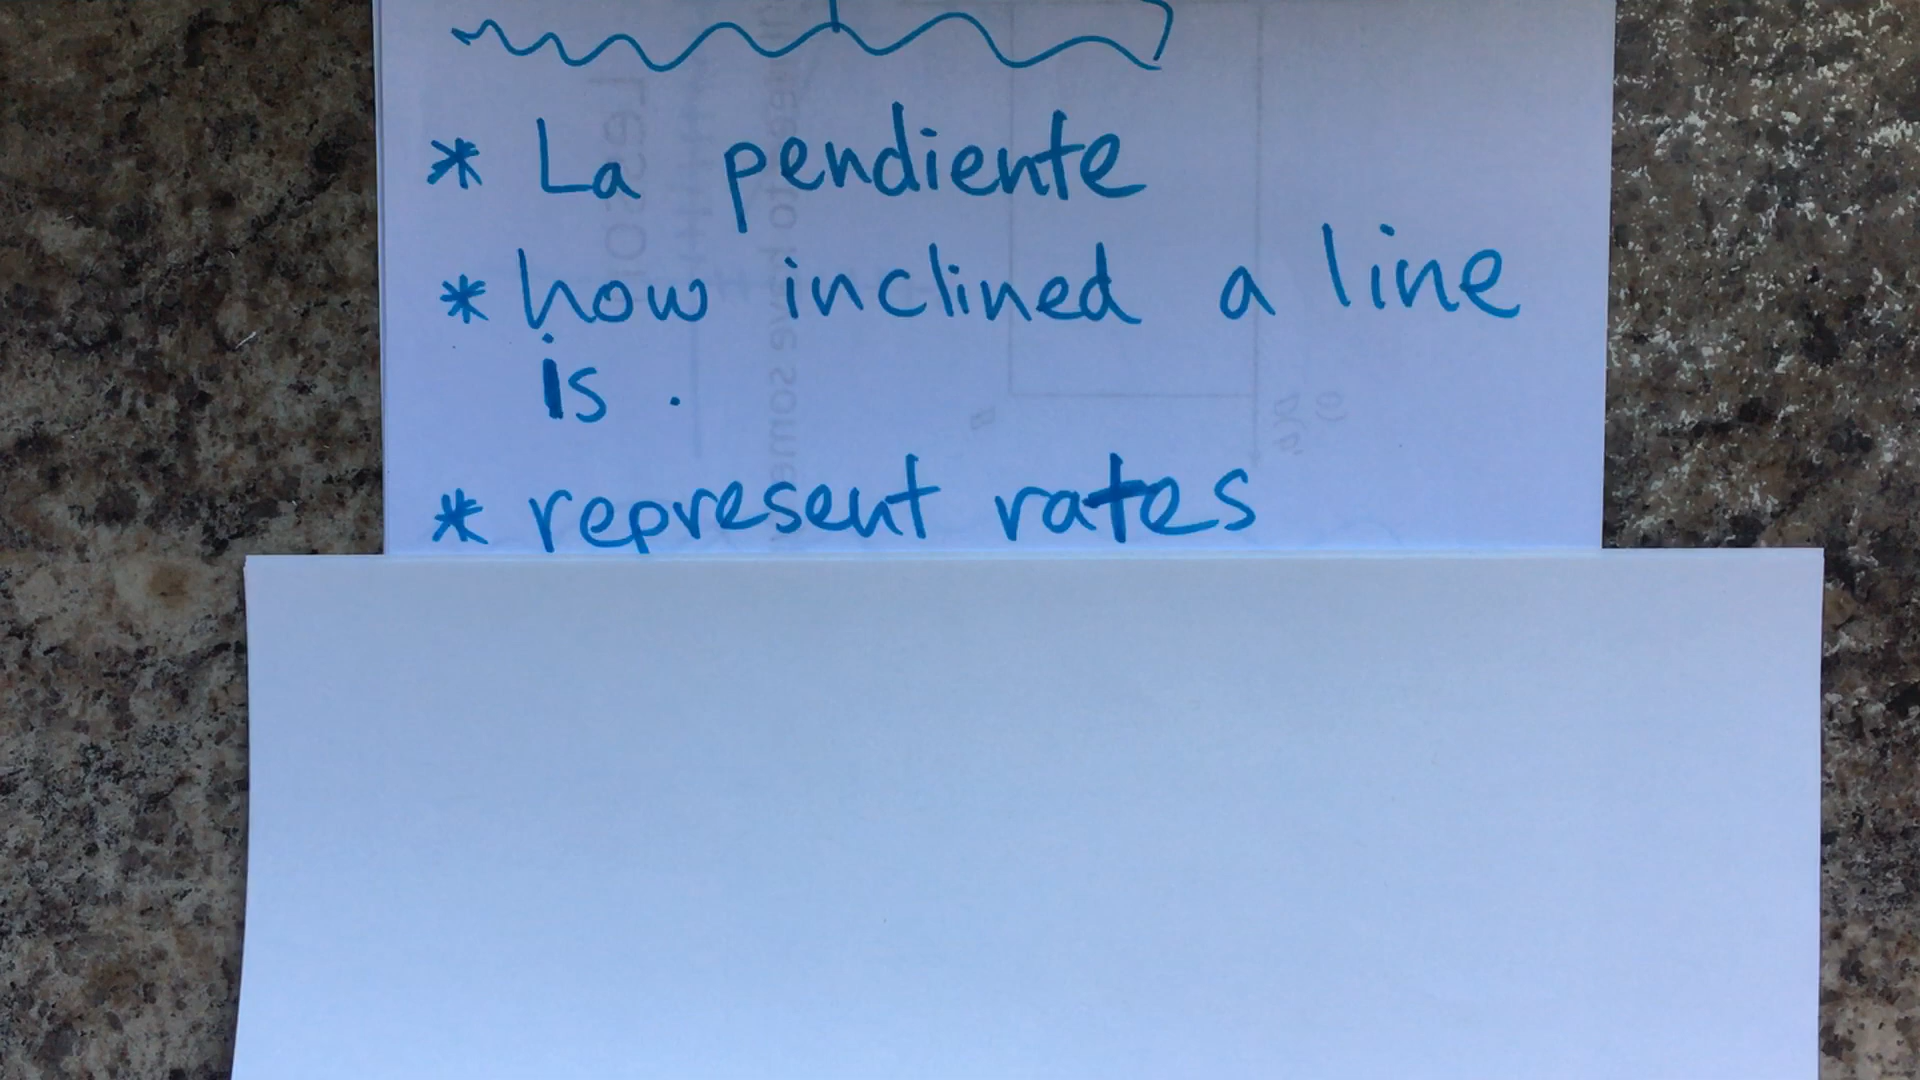 * La pendiente
* how inclined a line
is.
* represent rates